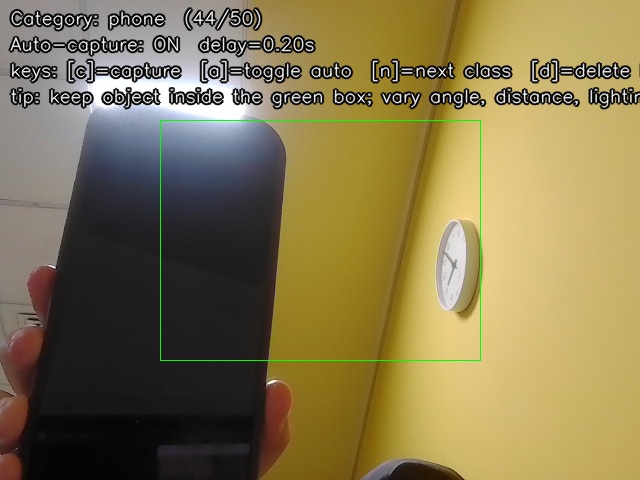 Category: phone (44/50)
Auto-capture: ON delay=0.20s
keys: [c]=capture [a]=toggle auto [n]=next class [d]=delete
tip: keep object inside the green box; vary angle, distance, lightin